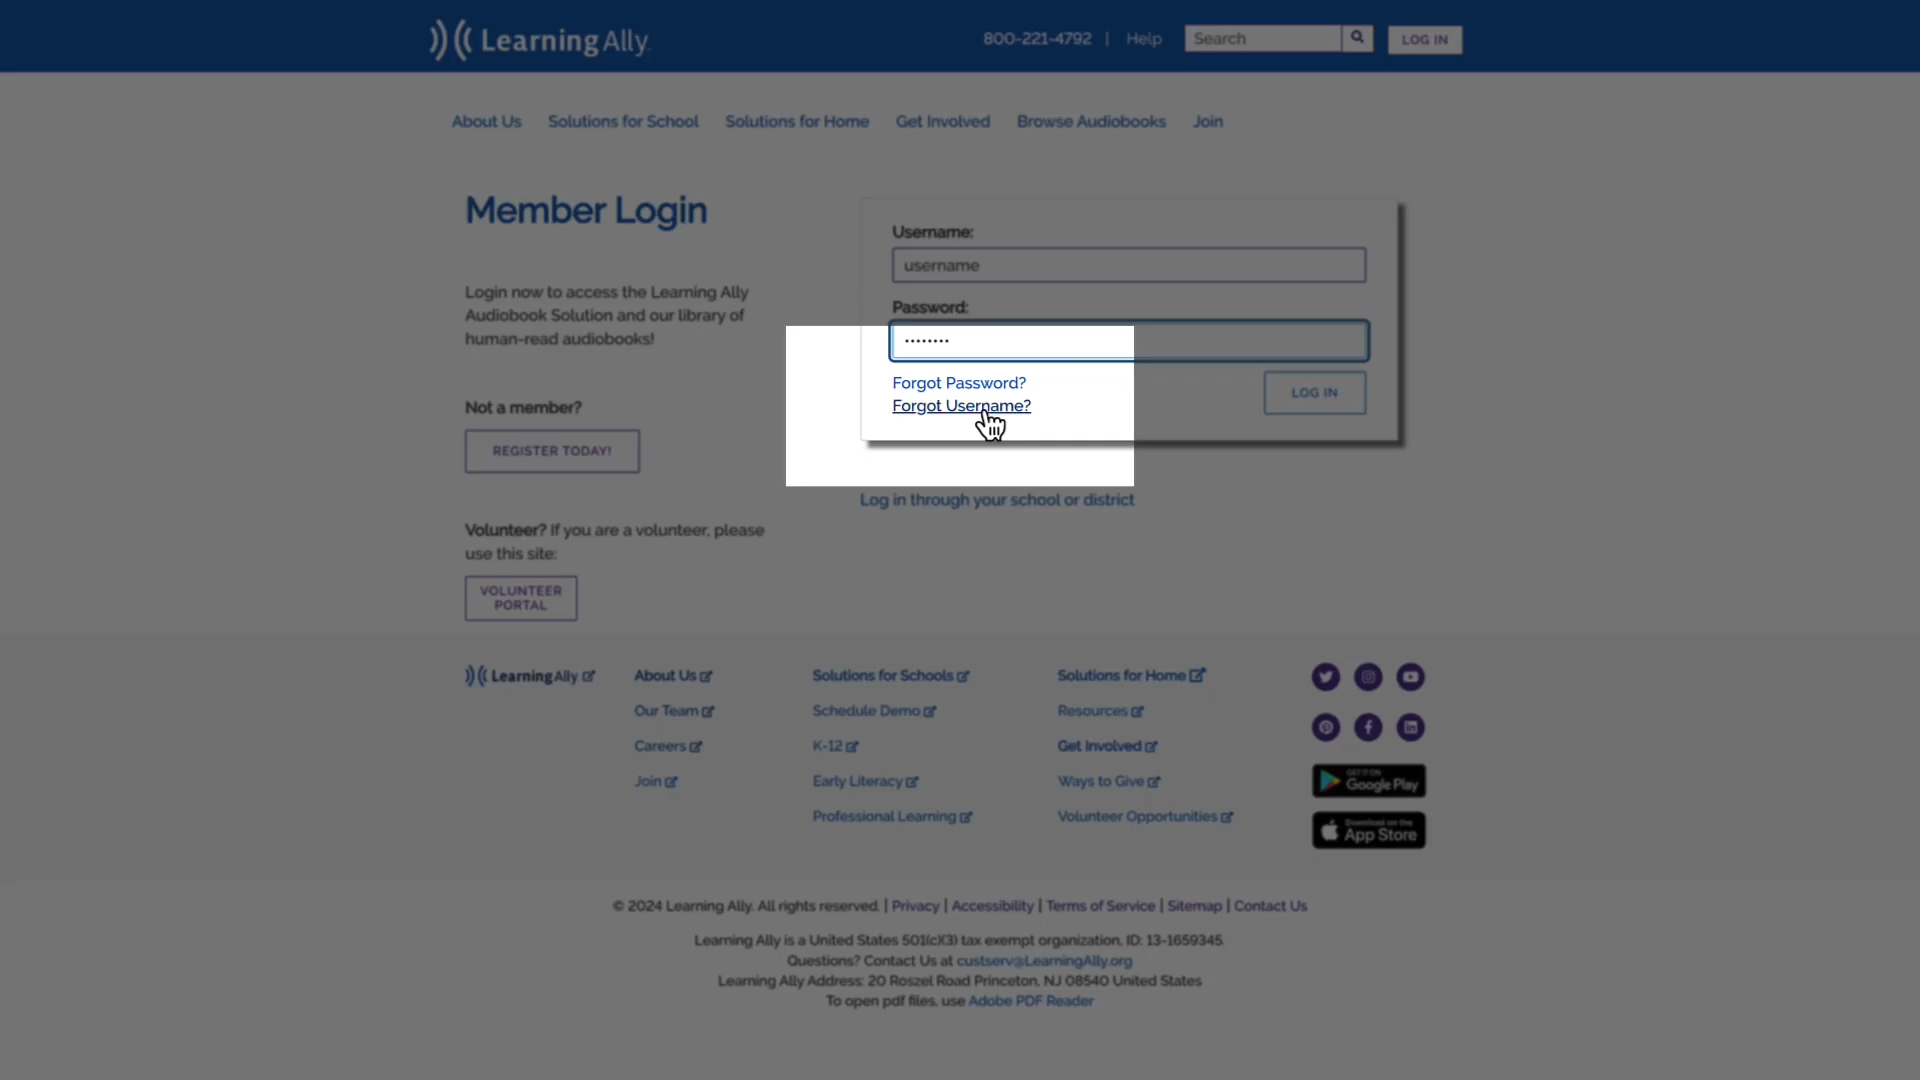 LearningAlly
800-221-4792 | Help Search LOG IN
About Us Solutions for School Solutions for Home Get Involved Browse Audiobooks Join
Member Login
Login now to access the Learning Ally
Audiobook Solution and our library of
human-read audiobooks!
Not a member?
REGISTER TODAY!
Volunteer? If you are a volunteer, please
use this site:
VOLUNTEER
PORTAL
Username:
username
Password:
••••••••
Forgot Password?
Forgot Username?
LOG IN
Log in through your school or district
LearningAlly
About Us
Our Team
Careers
Join
Solutions for Schools
Schedule Demo
K-12
Early Literacy
Professional Learning
Solutions for Home
Resources
Get Involved
Ways to Give
Volunteer Opportunities
GET IT ON
Google Play
Download on the
App Store
© 2024 Learning Ally. All rights reserved. | Privacy | Accessibility | Terms of Service | Sitemap | Contact Us
Learning Ally is a United States 501(c)(3) tax exempt organization, ID: 13-1659345.
Questions? Contact Us at custserv@LearningAlly.org
Learning Ally Address: 20 Roszel Road Princeton, NJ 08540 United States
To open pdf files, use Adobe PDF Reader